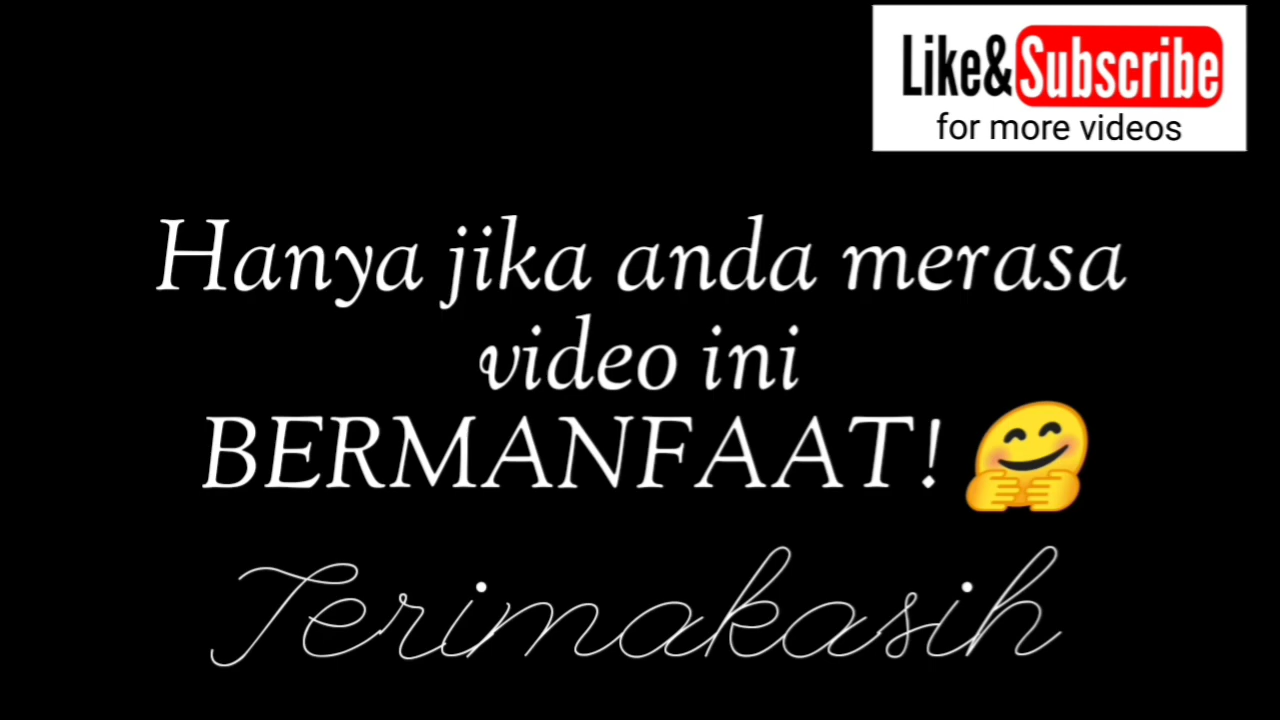 Like&Subscribe
for more videos
Hanya jika anda merasa
video ini
BERMANFAAT! 🤗
Terimakasih